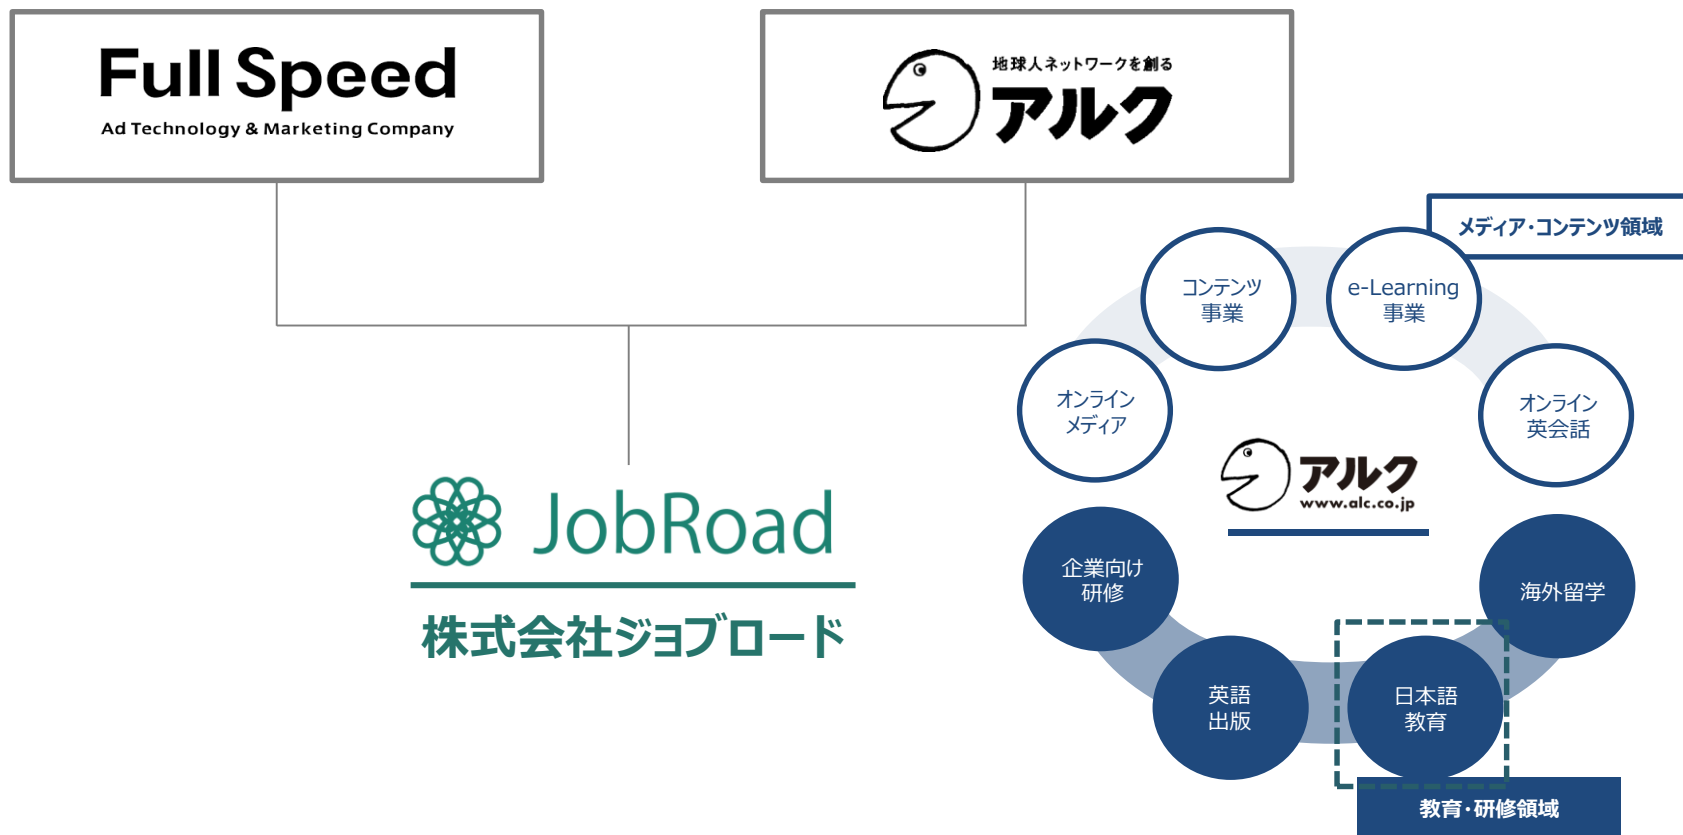 Full Speed
Ad Technology & Marketing Company
地球人ネットワークを創る
アルク
メディア・コンテンツ領域
コンテンツ
事業
e-Learning
事業
オンライン
メディア
オンライン
英会話
アルク
www.alc.co.jp
JobRoad
株式会社ジョブロード
企業向け
研修
海外留学
英語
出版
日本語
教育
教育・研修領域